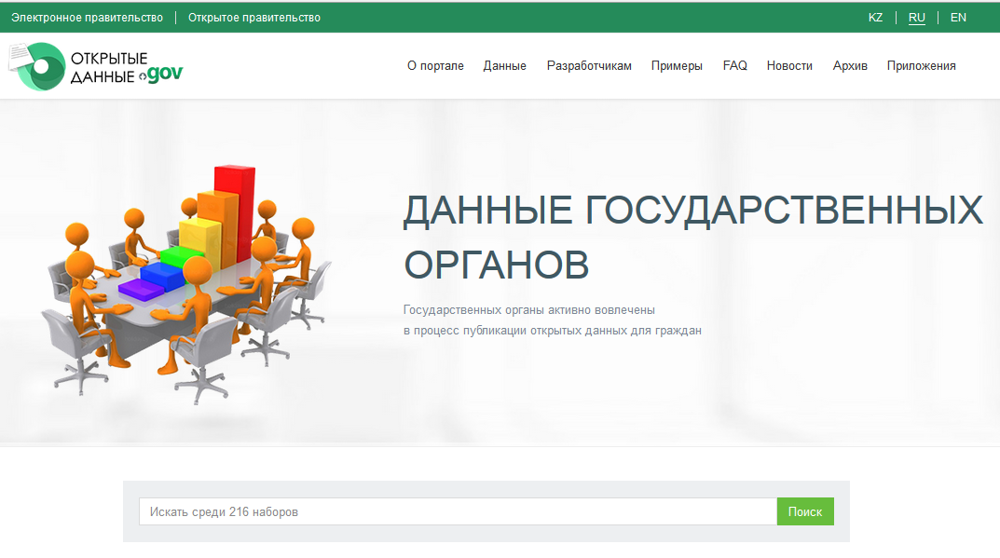 Электронное правительство | Открытое правительство
KZ | RU | EN
ОТКРЫТЫЕ
ДАННЫЕ egov
О портале Данные Разработчикам Примеры FAQ Новости Архив Приложения
ДАННЫЕ ГОСУДАРСТВЕННЫХ
ОРГАНОВ
Государственных органы активно вовлечены
в процесс публикации открытых данных для граждан
Искать среди 216 наборов
Поиск